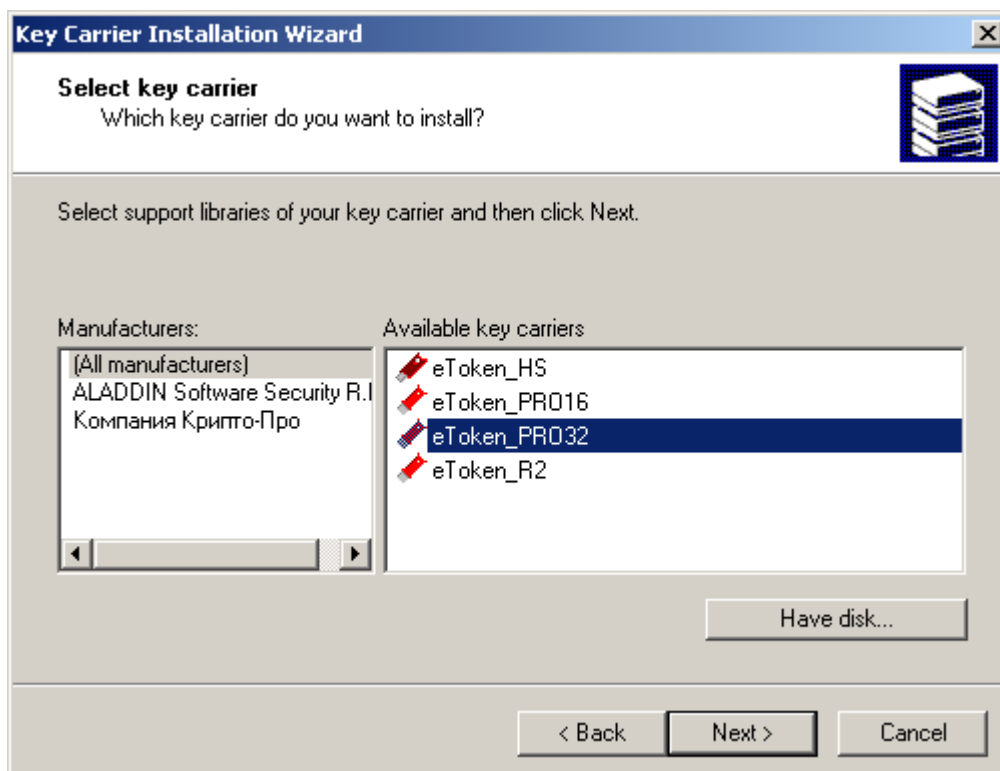 Key Carrier Installation Wizard
Select key carrier
Which key carrier do you want to install?
Select support libraries of your key carrier and then click Next.
Manufacturers:
Available key carriers
(All manufacturers)
ALADDIN Software Security R.
Компания Крипто-Про
eToken_HS
eToken_PRO16
eToken_PRO32
eToken_R2
Have disk...
< Back
Next >
Cancel